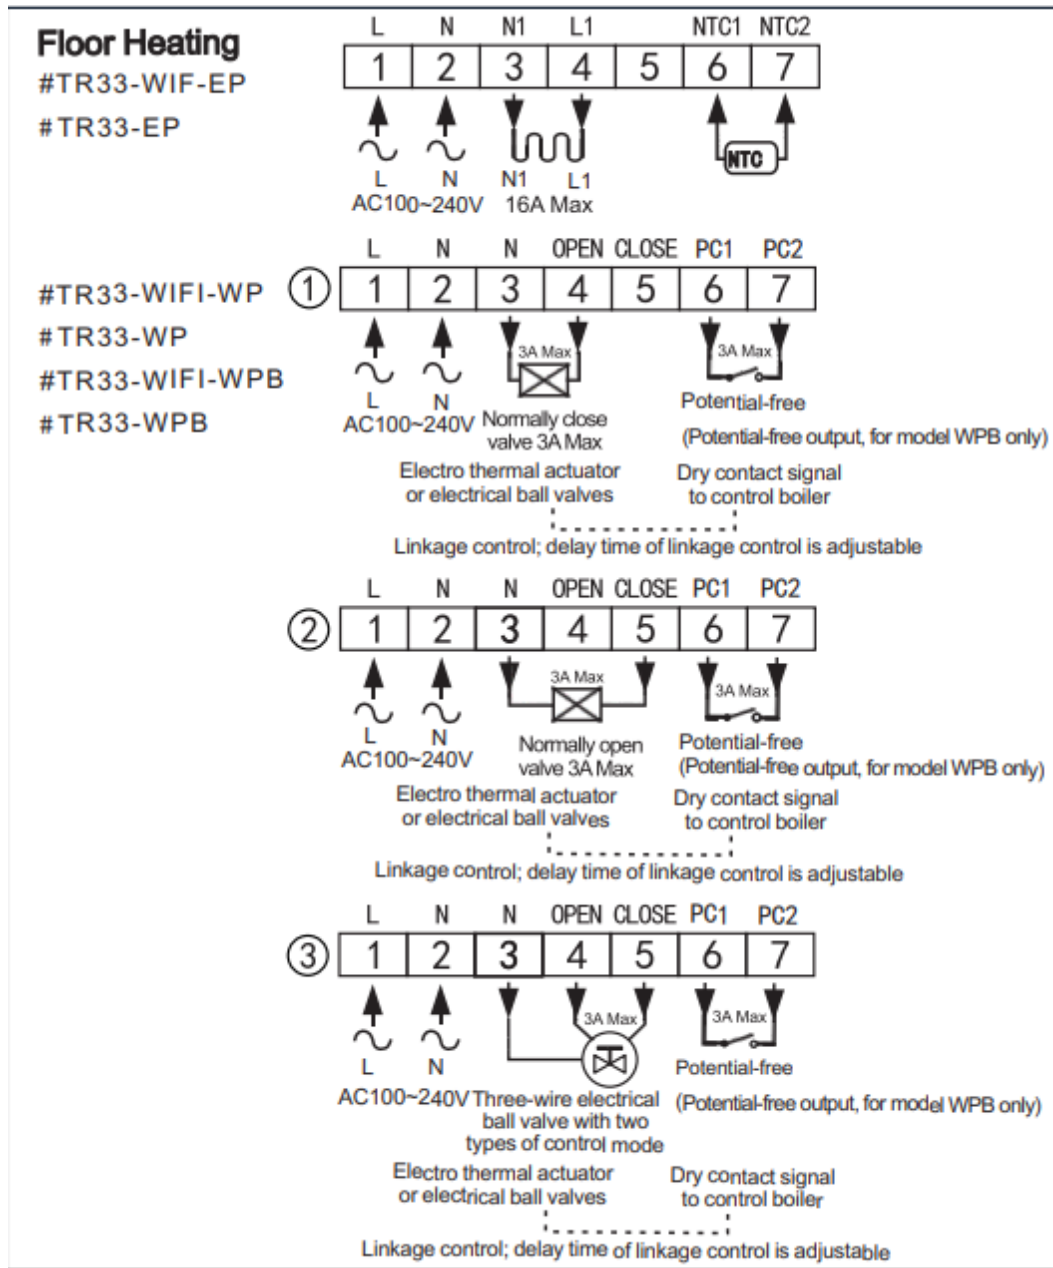 Floor Heating
#TR33-WIF-EP
#TR33-EP
L N N1 L1 NTC1 NTC2
1 2 3 4 5 6 7
NTC
L N N1 L1
AC100~240V 16A Max
#TR33-WIFI-WP
#TR33-WP
#TR33-WIFI-WPB
#TR33-WPB
L N N OPEN CLOSE PC1 PC2
① 1 2 3 4 5 6 7
3A Max 3A Max
L N
AC100~240V
Normally close
valve 3A Max
Potential-free
(Potential-free output, for model WPB only)
Electro thermal actuator
or electrical ball valves
Dry contact signal
to control boiler
Linkage control; delay time of linkage control is adjustable
L N N OPEN CLOSE PC1 PC2
② 1 2 3 4 5 6 7
3A Max 3A Max
L N
AC100~240V
Normally open
valve 3A Max
Potential-free
(Potential-free output, for model WPB only)
Electro thermal actuator
or electrical ball valves
Dry contact signal
to control boiler
Linkage control; delay time of linkage control is adjustable
L N N OPEN CLOSE PC1 PC2
③ 1 2 3 4 5 6 7
3A Max 3A Max
L N
AC100~240V
Three-wire electrical
ball valve with two
types of control mode
Potential-free
(Potential-free output, for model WPB only)
Electro thermal actuator
or electrical ball valves
Dry contact signal
to control boiler
Linkage control; delay time of linkage control is adjustable